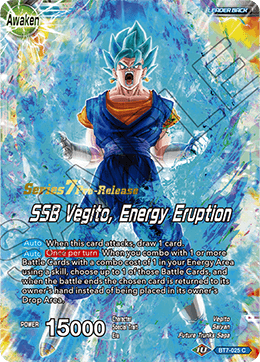 Awaken
LEADER BACK
Series 7 Pre-Release
SSB Vegito, Energy Eruption
Auto When this card attacks, draw 1 card.
Auto Once per turn When you combo with 1 or more
Battle Cards with a combo cost of 1 in your Energy Area
using a skill, choose up to 1 of those Battle Cards, and
when the battle ends the chosen card is returned to its
owner's hand instead of being placed in its owner's
Drop Area.
POWER 15000
Character Vegito
Special Trait Saiyan
Era Future Trunks Saga
BT7-025 C